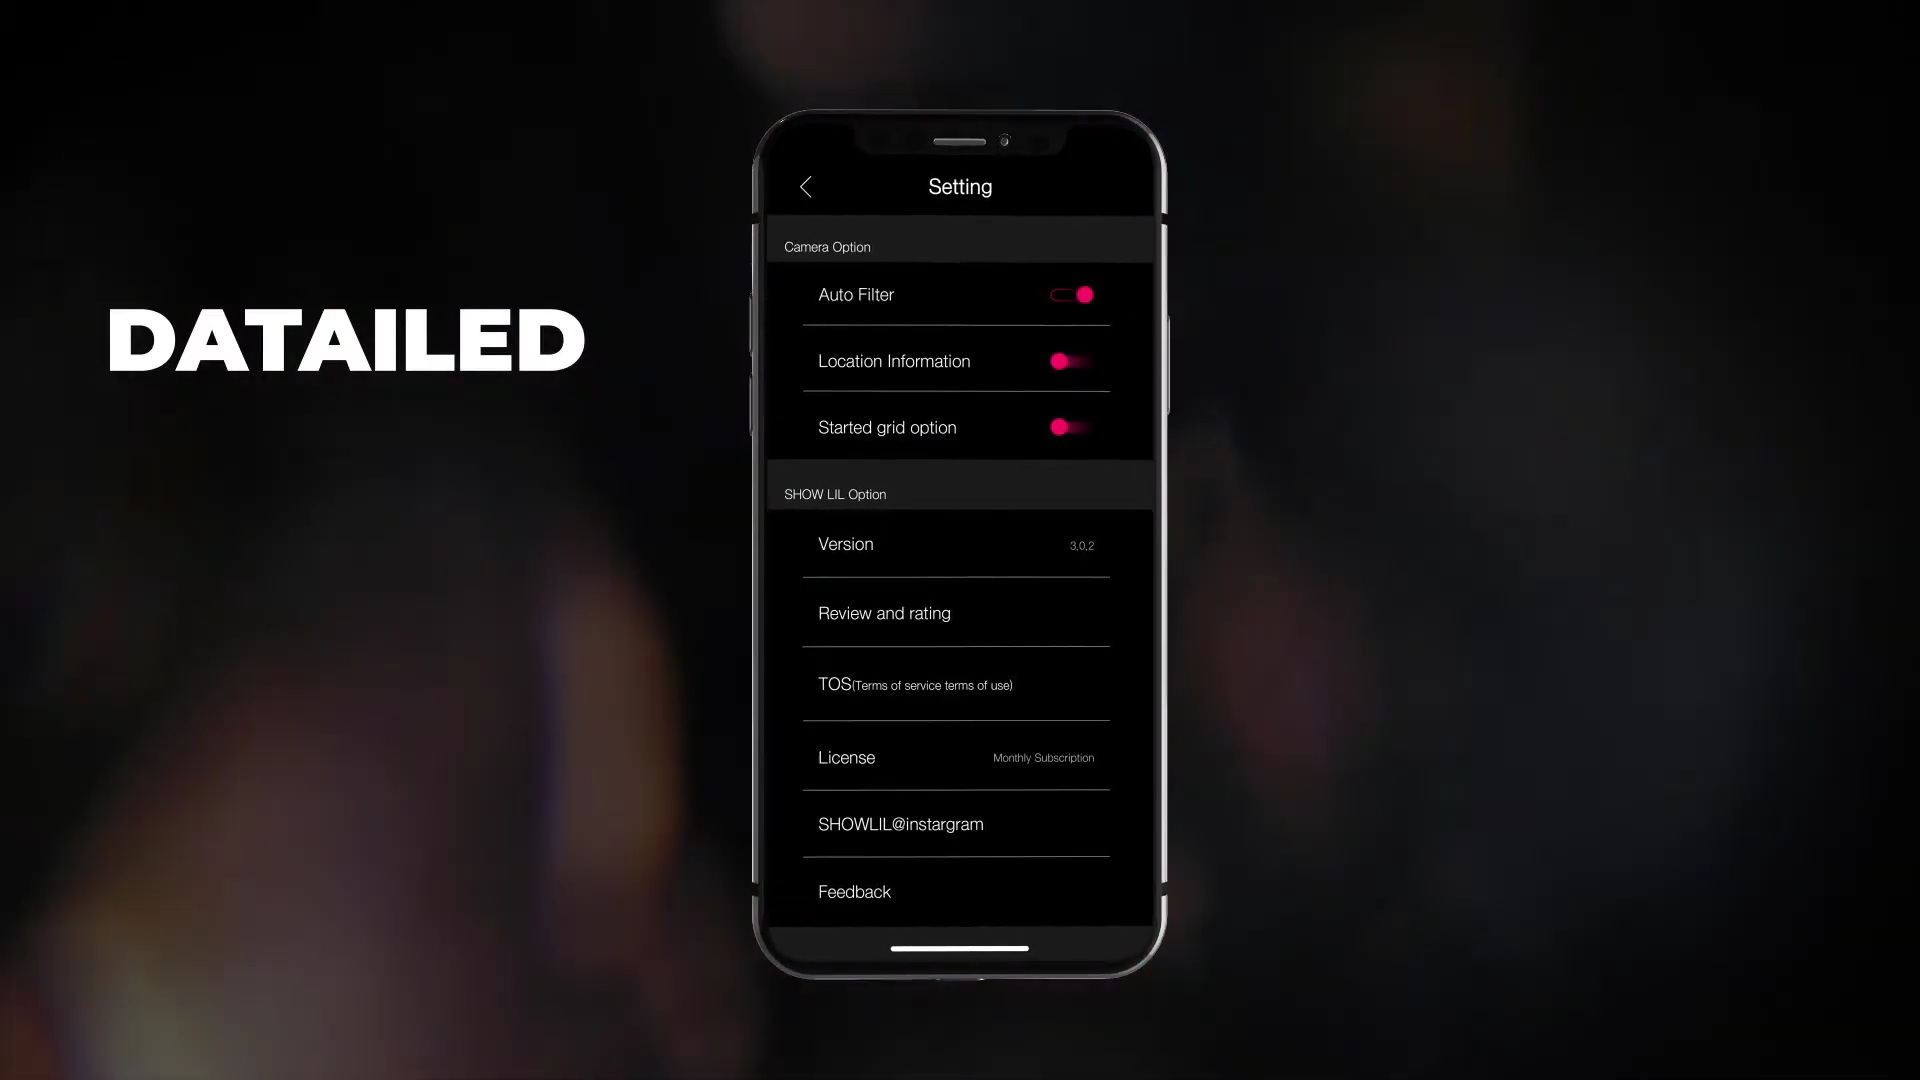 DATAILED
Setting
Camera Option
Auto Filter
Location Information
Started grid option
SHOW LIL Option
Version 3,0,2
Review and rating
TOS(Terms of service terms of use)
License Monthly Subscription
SHOWLIL@instargram
Feedback